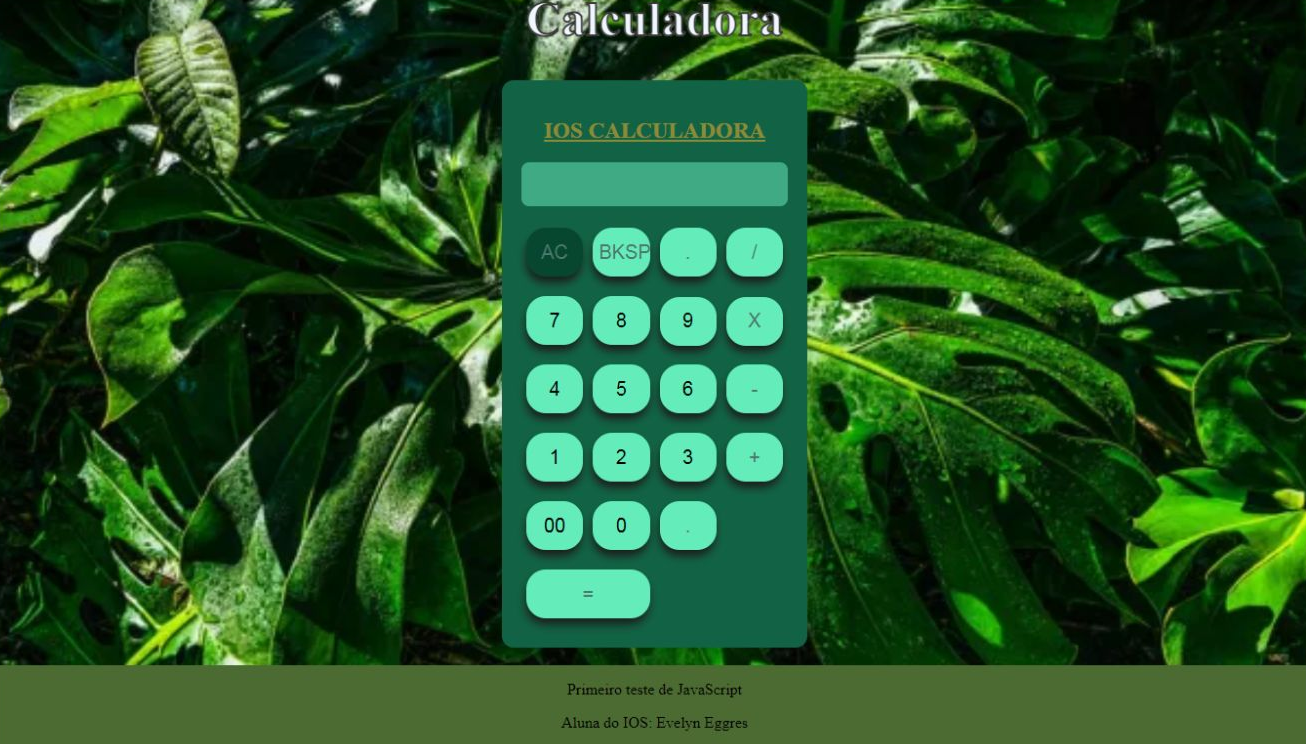 Calculadora
IOS CALCULADORA
AC BKSP . /
7 8 9 X
4 5 6 -
1 2 3 +
00 0 .
=
Primeiro teste de JavaScript
Aluna do IOS: Evelyn Eggres